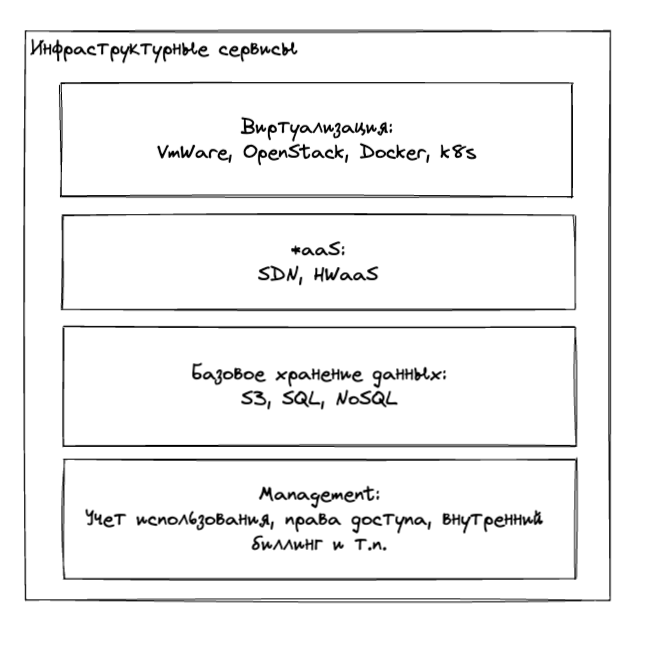 Инфраструктурные сервисы
Виртуализация:
VmWare, OpenStack, Docker, k8s
*aaS:
SDN, HWaaS
Базовое хранение данных:
S3, SQL, NoSQL
Management:
Учет использования, права доступа, внутренний
биллинг и т.п.